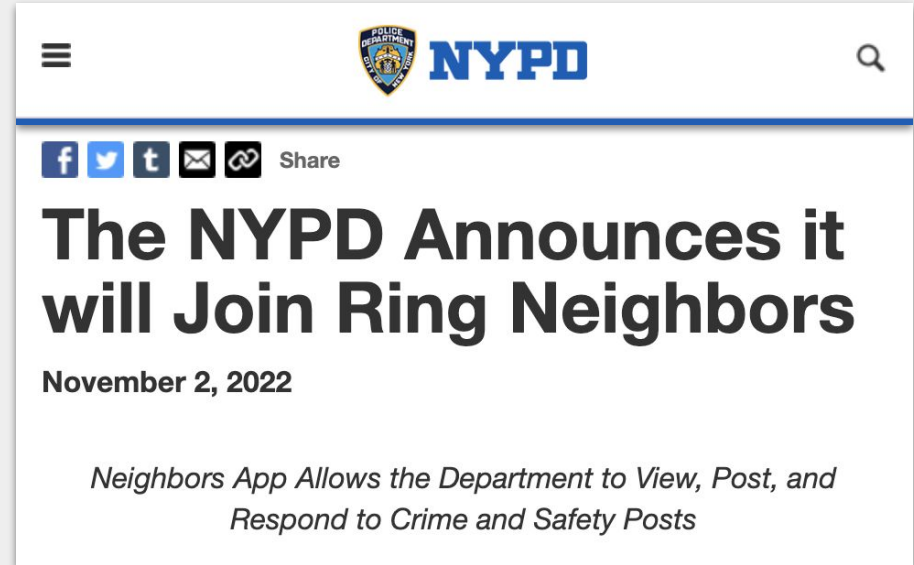 POLICE
DEPARTMENT
CITY OF NEW YORK
NYPD
Share
The NYPD Announces it
will Join Ring Neighbors
November 2, 2022
Neighbors App Allows the Department to View, Post, and
Respond to Crime and Safety Posts